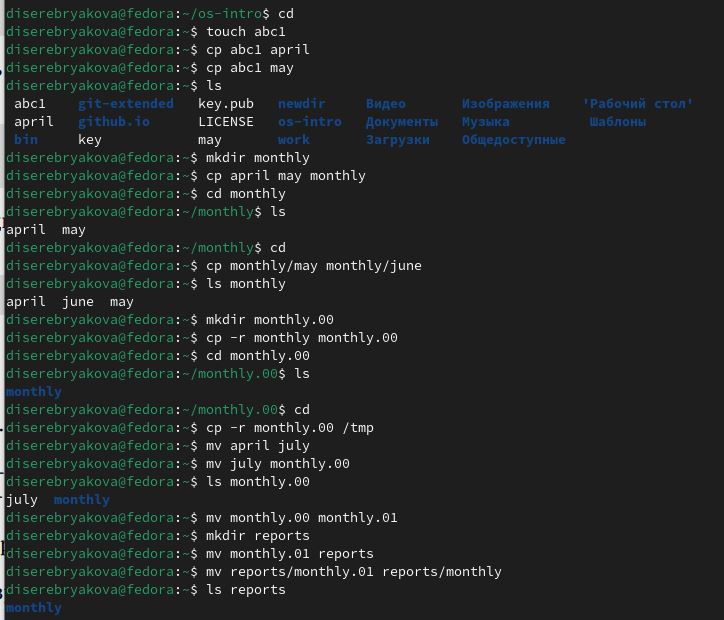 diserebryakova@fedora:~/os-intro$ cd
diserebryakova@fedora:~$ touch abc1
diserebryakova@fedora:~$ cp abc1 april
diserebryakova@fedora:~$ cp abc1 may
diserebryakova@fedora:~$ ls
abc1 git-extended key.pub newdir Видео Изображения 'Рабочий стол'
april github.io LICENSE os-intro Документы Музыка Шаблоны
bin key may work Загрузки Общедоступные
diserebryakova@fedora:~$ mkdir monthly
diserebryakova@fedora:~$ cp april may monthly
diserebryakova@fedora:~$ cd monthly
diserebryakova@fedora:~/monthly$ ls
april may
diserebryakova@fedora:~/monthly$ cd
diserebryakova@fedora:~$ cp monthly/may monthly/june
diserebryakova@fedora:~$ ls monthly
april june may
diserebryakova@fedora:~$ mkdir monthly.00
diserebryakova@fedora:~$ cp -r monthly monthly.00
diserebryakova@fedora:~$ cd monthly.00
diserebryakova@fedora:~/monthly.00$ ls
monthly
diserebryakova@fedora:~/monthly.00$ cd
diserebryakova@fedora:~$ cp -r monthly.00 /tmp
diserebryakova@fedora:~$ mv april july
diserebryakova@fedora:~$ mv july monthly.00
diserebryakova@fedora:~$ ls monthly.00
july monthly
diserebryakova@fedora:~$ mv monthly.00 monthly.01
diserebryakova@fedora:~$ mkdir reports
diserebryakova@fedora:~$ mv monthly.01 reports
diserebryakova@fedora:~$ mv reports/monthly.01 reports/monthly
diserebryakova@fedora:~$ ls reports
monthly